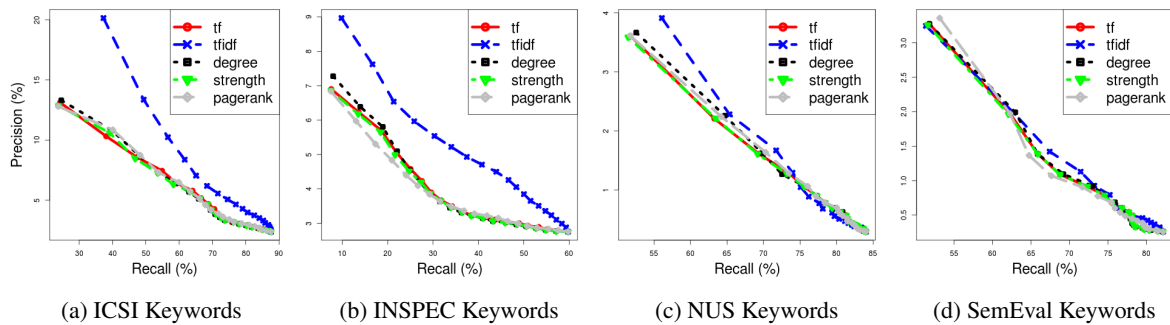 Precision (%)
20
15
10
5
tf
tfidf
degree
strength
pagerank
30 40 50 60 70 80 90
Recall (%)
(a) ICSI Keywords
9
8
7
6
5
4
3
tf
tfidf
degree
strength
pagerank
10 20 30 40 50 60
Recall (%)
(b) INSPEC Keywords
4
3
2
1
tf
tfidf
degree
strength
pagerank
55 60 65 70 75 80 85
Recall (%)
(c) NUS Keywords
3.0
2.5
2.0
1.5
1.0
0.5
tf
tfidf
degree
strength
pagerank
55 60 65 70 75 80
Recall (%)
(d) SemEval Keywords